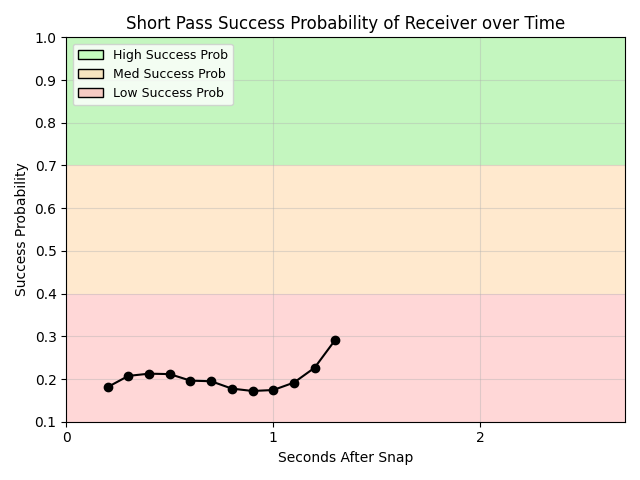 Short Pass Success Probability of Receiver over Time
1.0
High Success Prob
Med Success Prob
Low Success Prob
0.9
0.8
0.7
0.6
0.5
0.4
0.3
0.2
0.1
Success Probability
0 1 2
Seconds After Snap